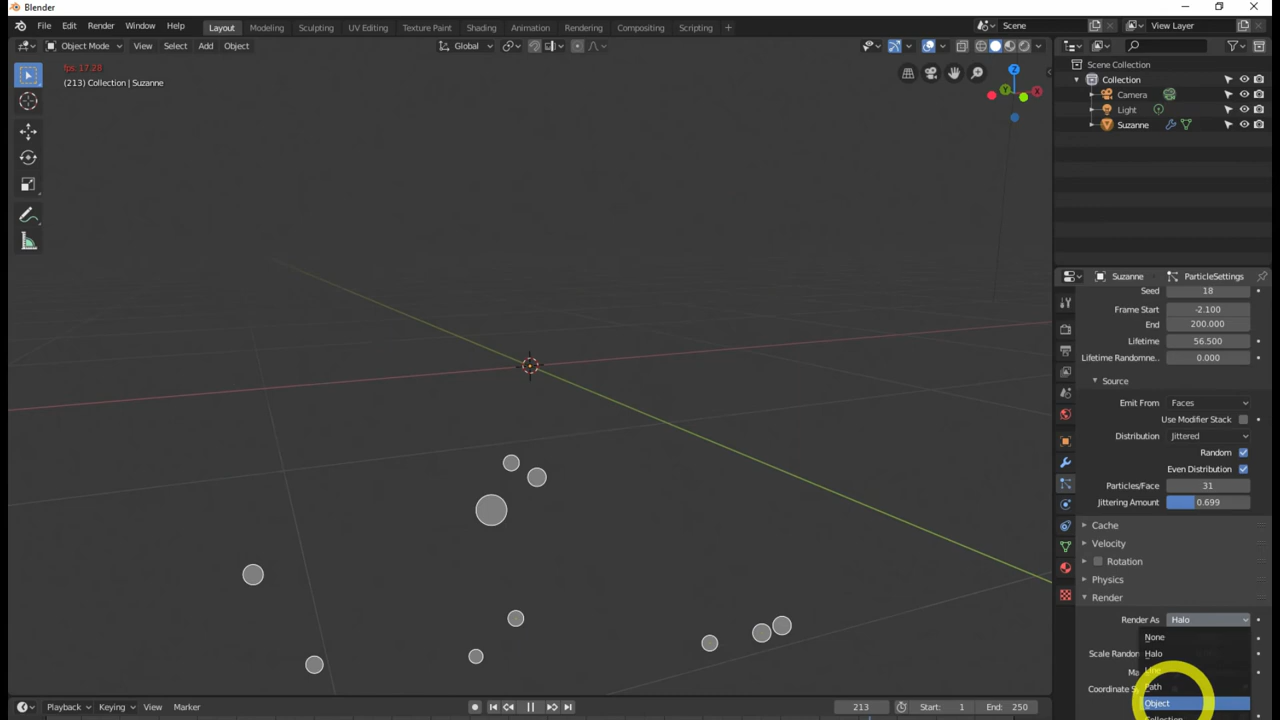 Blender
File Edit Render Window Help Layout Modeling Sculpting UV Editing Texture Paint Shading Animation Rendering Compositing Scripting + Scene View Layer
Object Mode View Select Add Object Global
fps: 17.28
(213) Collection | Suzanne
Z
Y
X
Scene Collection
Collection
Camera
Light
Suzanne
Suzanne ParticleSettings
Seed 18
Frame Start -2.100
End 200.000
Lifetime 56.500
Lifetime Randomne.. 0.000
Source
Emit From Faces
Use Modifier Stack
Distribution Jittered
Random
Even Distribution
Particles/Face 31
Jittering Amount 0.699
Cache
Velocity
Rotation
Physics
Render
Render As Halo
None
Halo
Scale Random
Line
Ma
Path
Coordinate S
Object
Collection
Playback Keying View Marker 213 Start: 1 End: 250